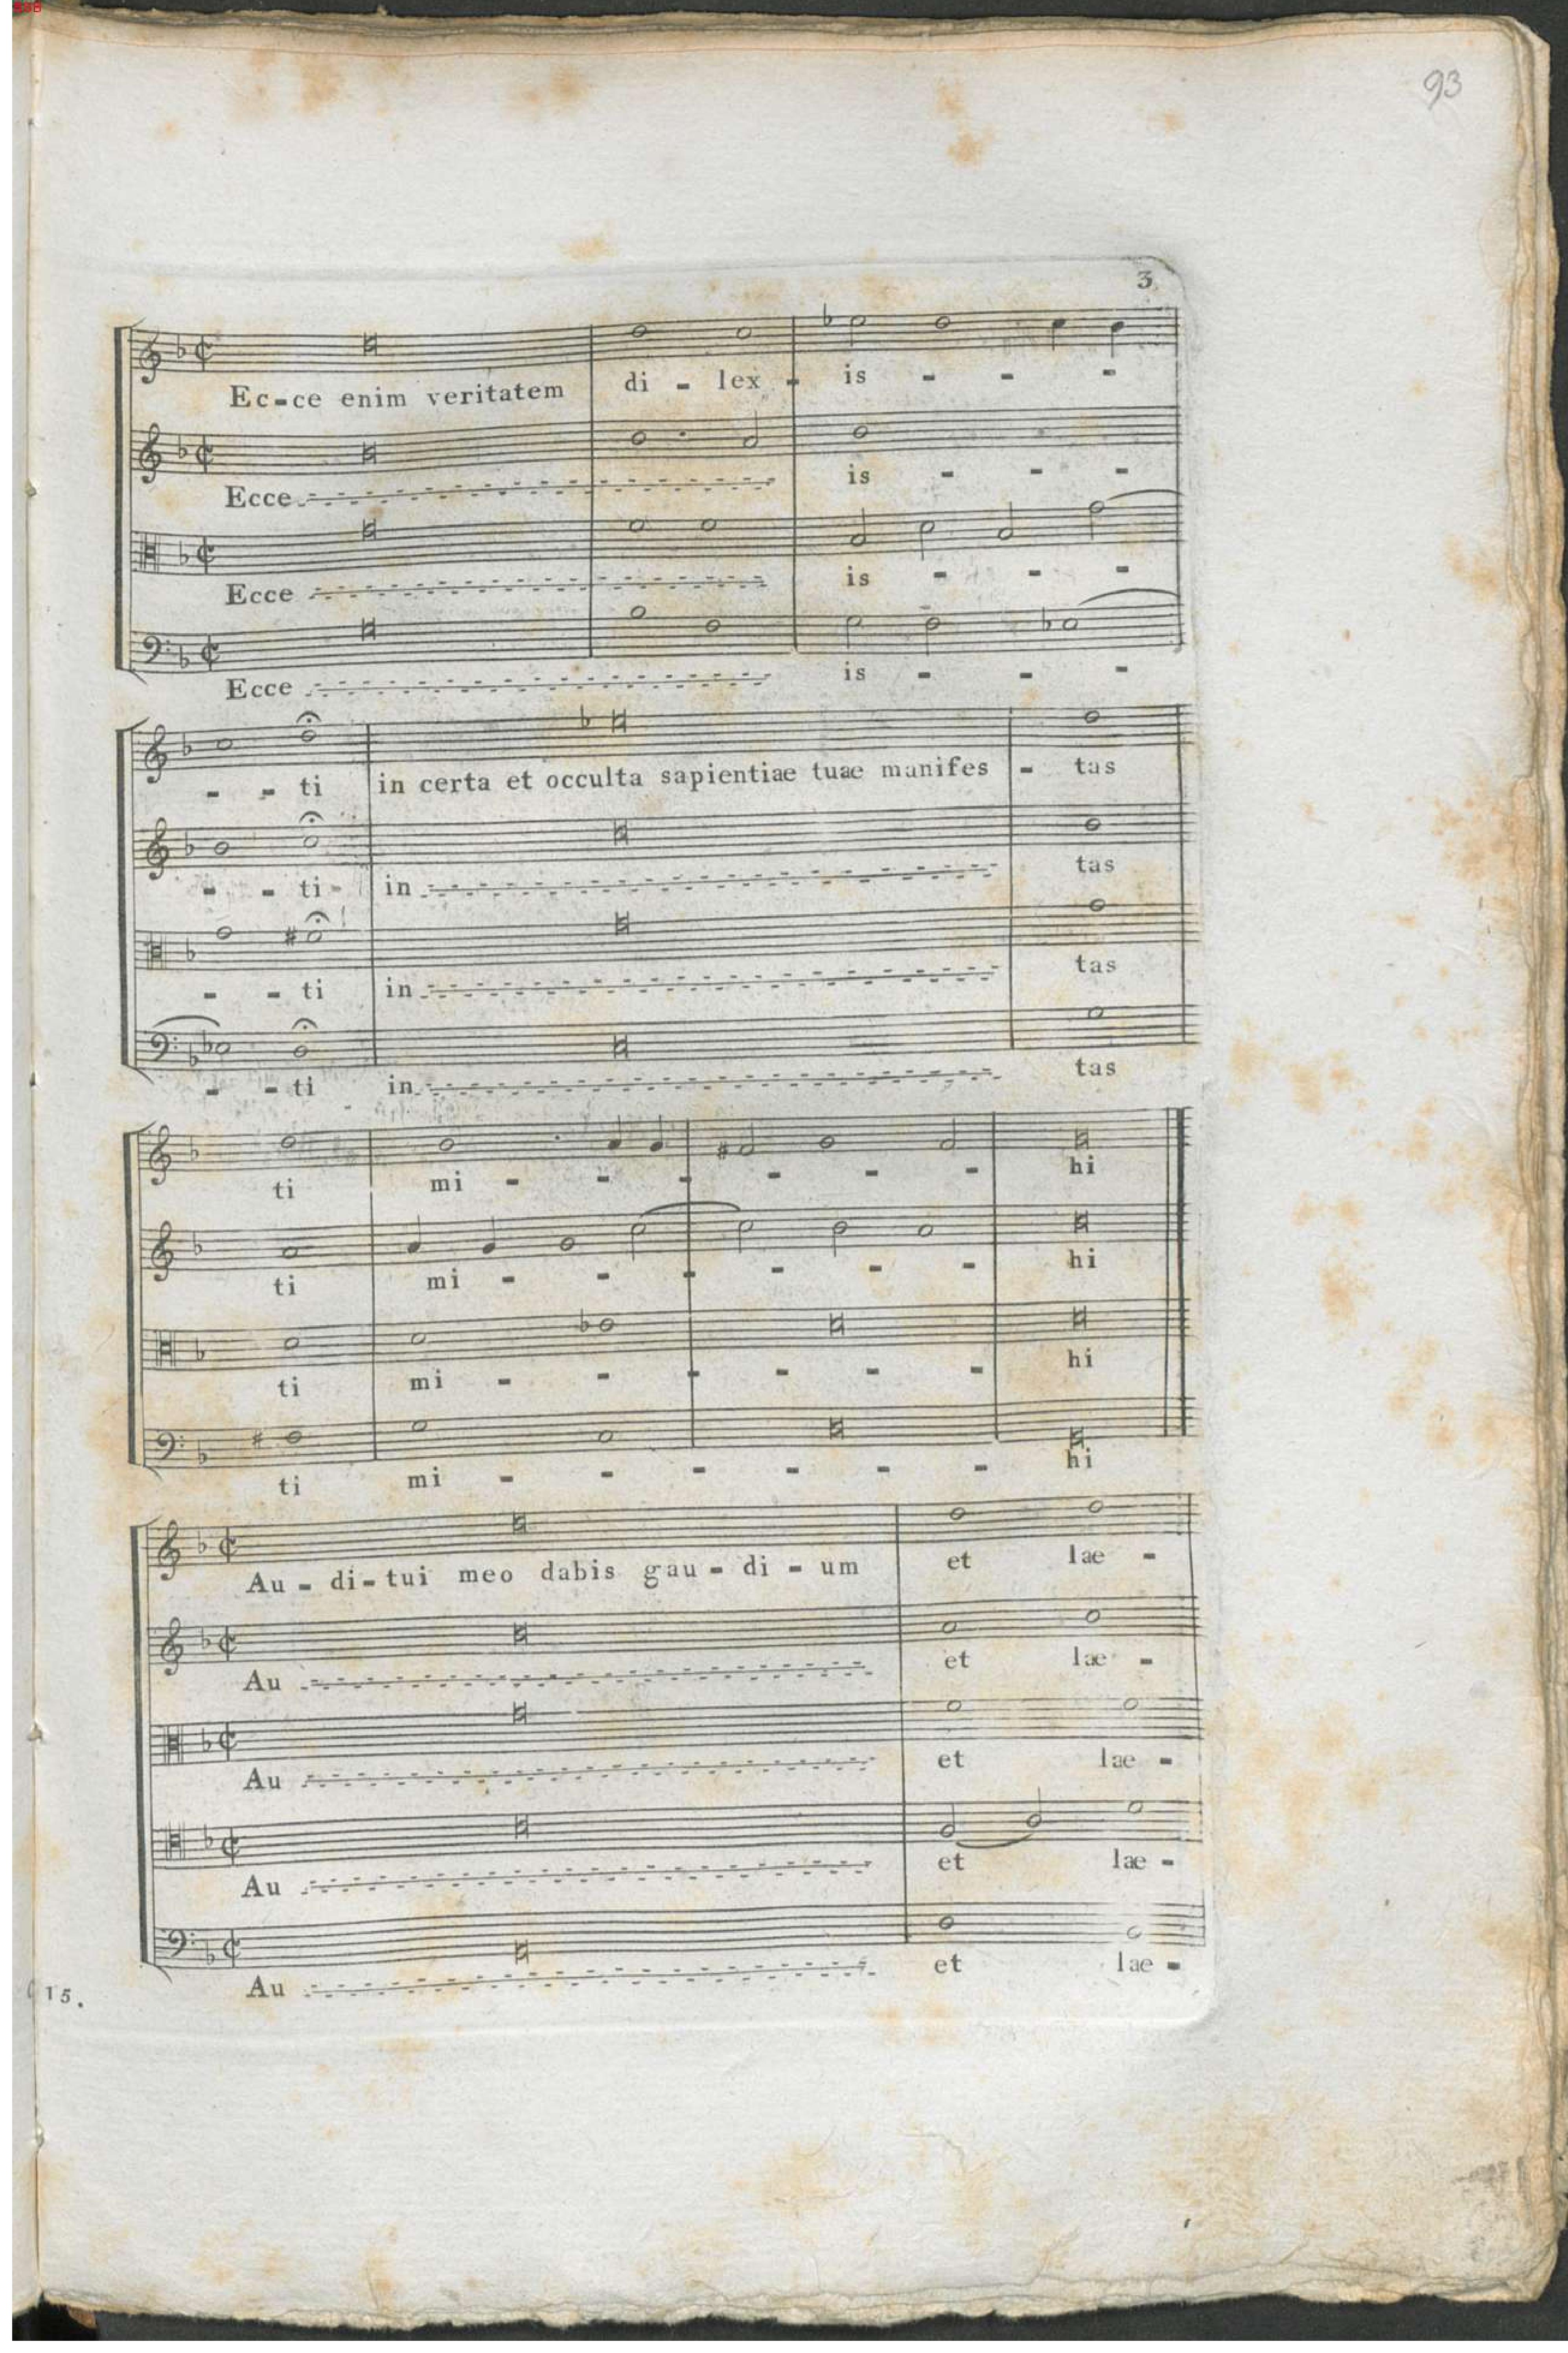 93
3
Ec-ce enim veritatem di - lex - is - - -
Ecce is - - -
Ecce is - - -
Ecce is - - -
- - ti in certa et occulta sapientiae tuae manifes - tas
- - ti in tas
- - ti in tas
- - ti in tas
ti mi - - - - - - hi
ti mi - - - - - - hi
ti mi - - - - - - hi
ti mi - - - - - - hi
Au - di - tui meo dabis gau - di - um et lae -
Au et lae -
Au et lae -
Au et lae -
Au et lae -
15.